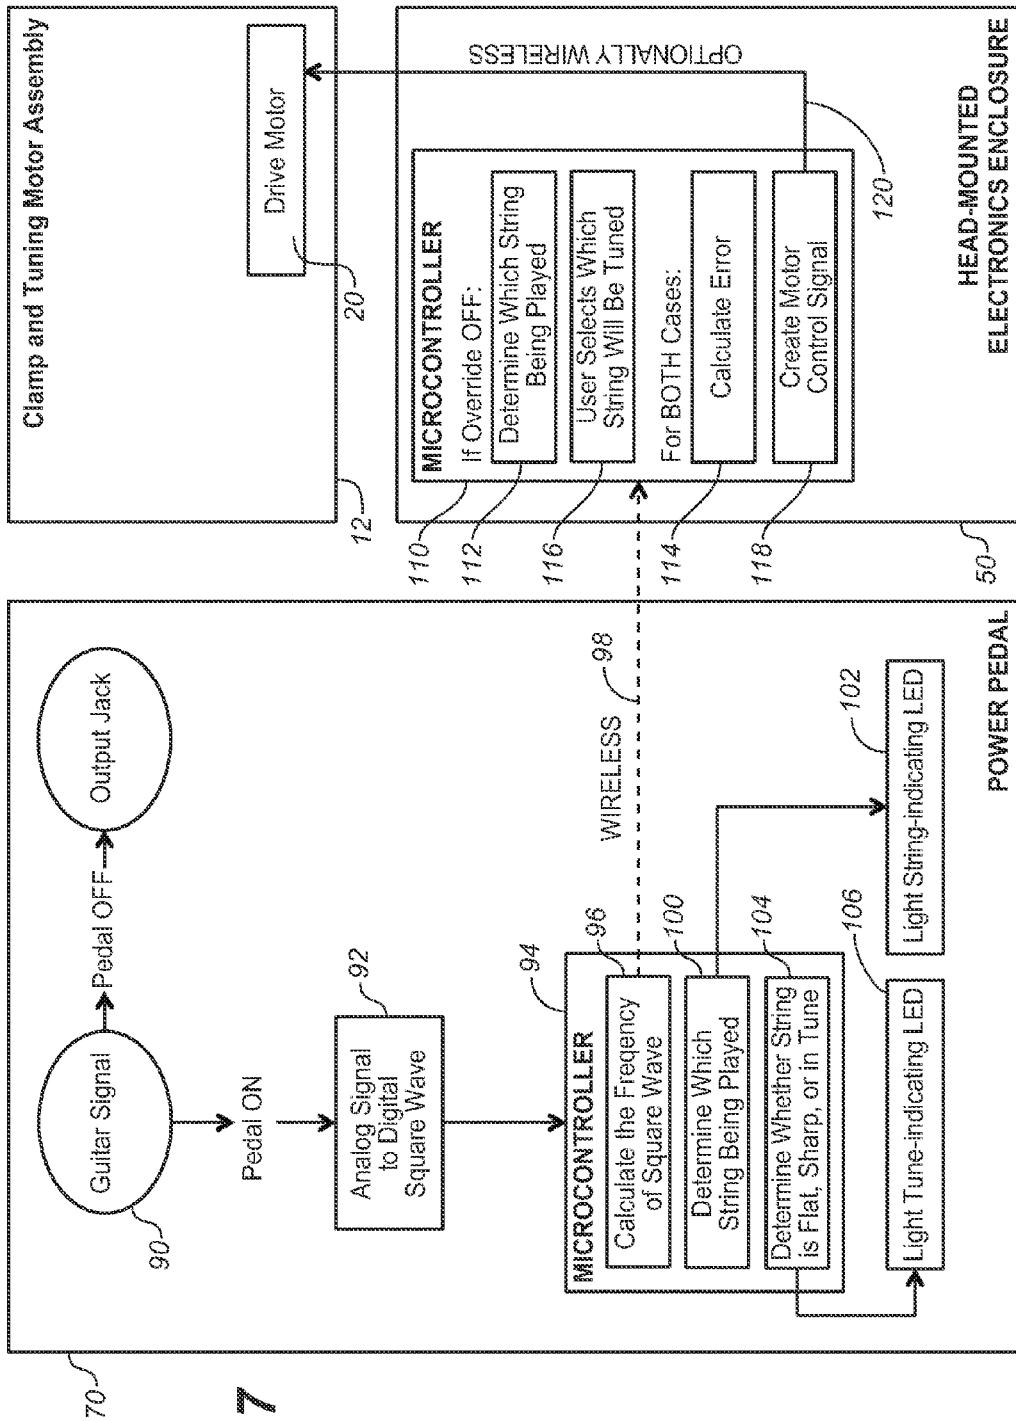 70
90
Guitar Signal
Pedal OFF
Output Jack
Pedal ON
92
Analog Signal
to Digital
Square Wave
94
MICROCONTROLLER
96
Calculate the Freqency
of Square Wave
98
WIRELESS
100
Determine Which
String Being Played
104
Determine Whether String
is Flat, Sharp, or in Tune
106
Light Tune-indicating LED
102
Light String-indicating LED
POWER PEDAL
Clamp and Tuning Motor Assembly
12
20
Drive Motor
OPTIONALLY WIRELESS
110
MICROCONTROLLER
If Override OFF:
112
Determine Which String
Being Played
116
User Selects Which
String Will Be Tuned
For BOTH Cases:
114
Calculate Error
118
Create Motor
Control Signal
120
50
HEAD-MOUNTED
ELECTRONICS ENCLOSURE
7